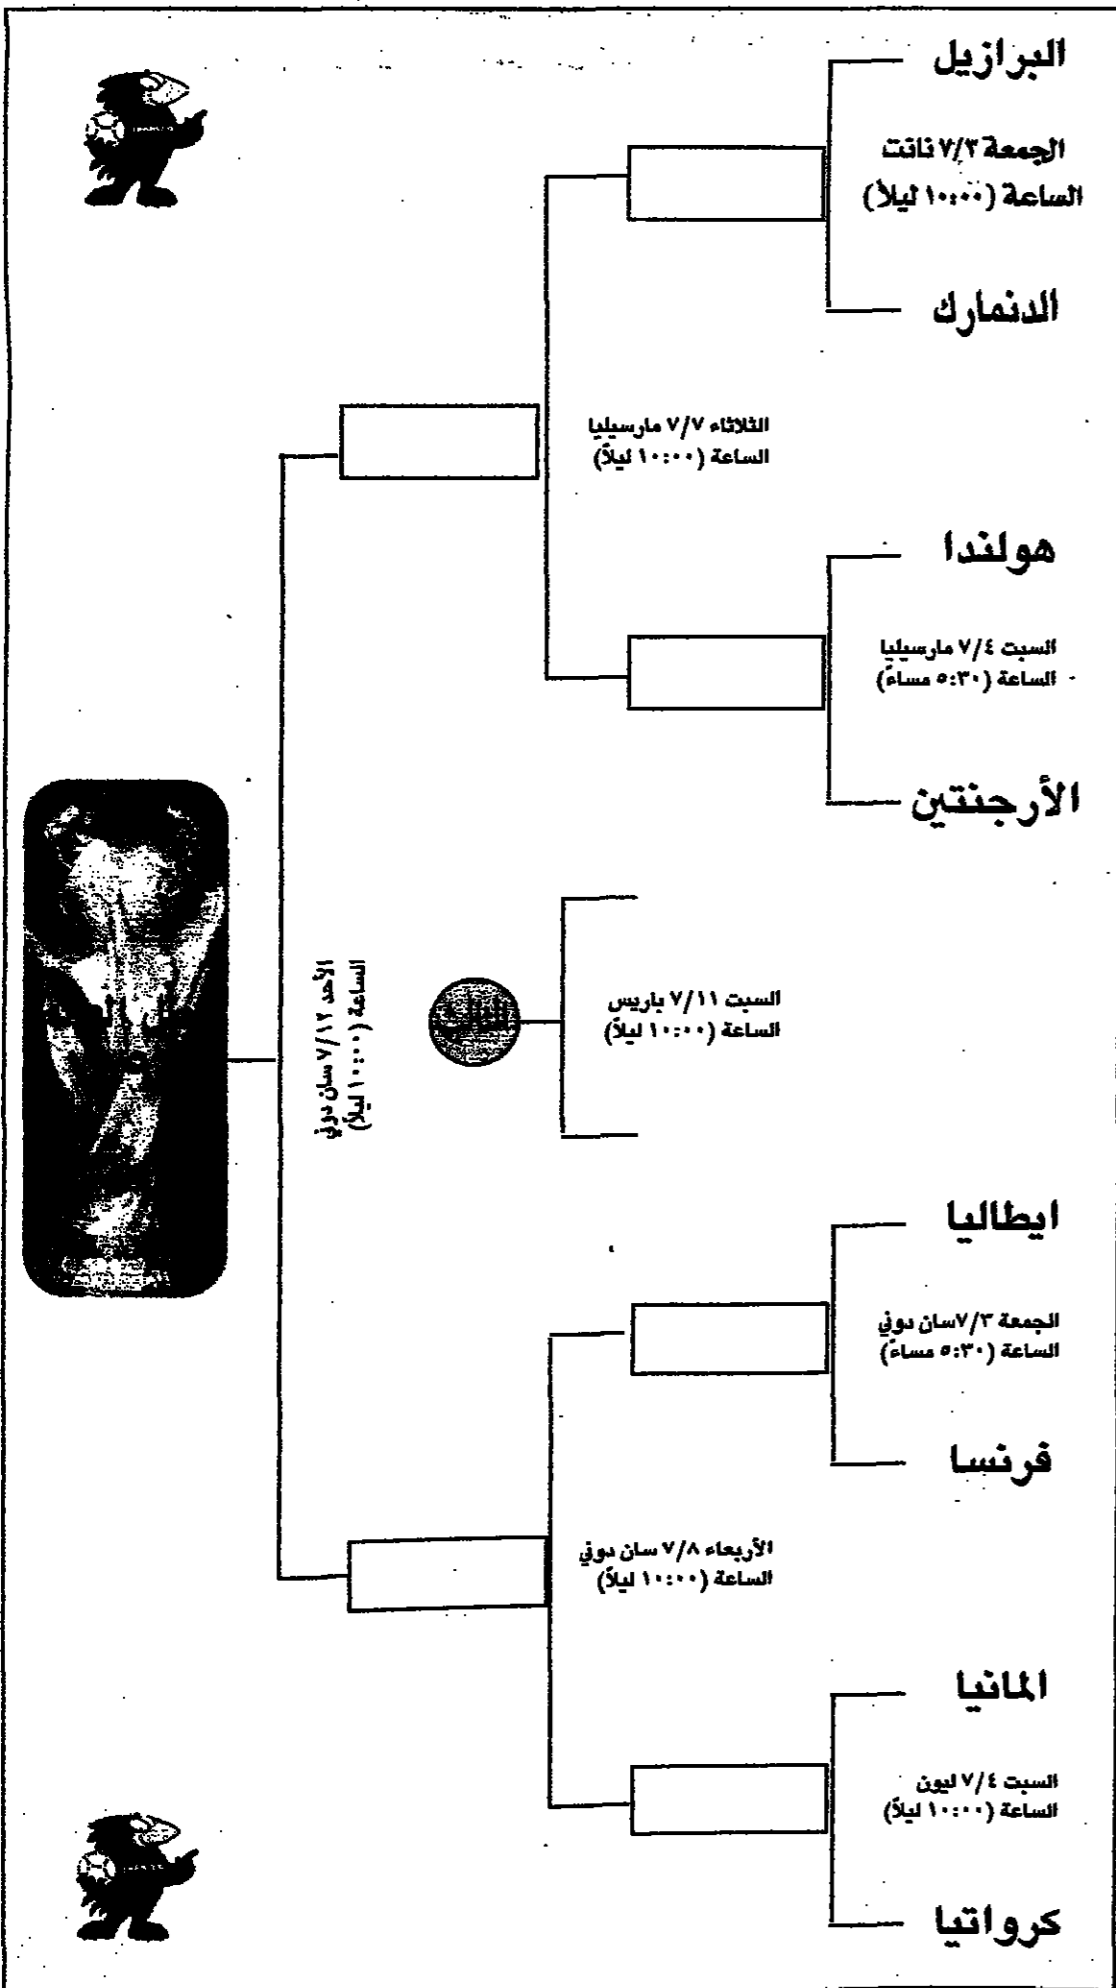 البرازيل
الجمعة ٧/٣ نانت
الساعة (١٠:٠٠ ليلاً)
الدنمارك
الثلاثاء ٧/٧ مارسيليا
الساعة (١٠:٠٠ ليلاً)
هولندا
السبت ٧/٤ مارسيليا
الساعة (٥:٣٠ مساءً)
الأرجنتين
الأحد ٧/١٢ سان دوني
الساعة (١٠:٠٠ ليلاً)
السبت ٧/١١ باريس
الساعة (١٠:٠٠ ليلاً)
ايطاليا
الجمعة ٧/٣ سان دوني
الساعة (٥:٣٠ مساءً)
فرنسا
الأربعاء ٧/٨ سان دوني
الساعة (١٠:٠٠ ليلاً)
المانيا
السبت ٧/٤ ليون
الساعة (١٠:٠٠ ليلاً)
كرواتيا